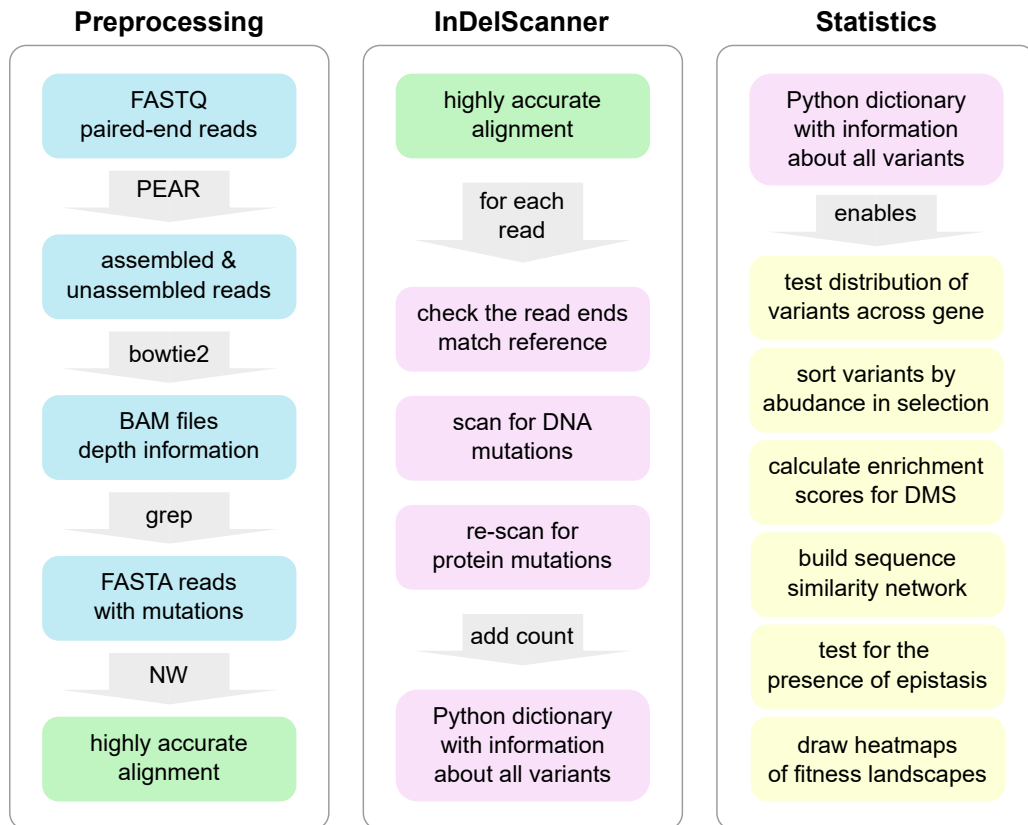 Preprocessing
FASTQ
paired-end reads
PEAR
assembled &
unassembled reads
bowtie2
BAM files
depth information
grep
FASTA reads
with mutations
NW
highly accurate
alignment
InDelScanner
highly accurate
alignment
for each
read
check the read ends
match reference
scan for DNA
mutations
re-scan for
protein mutations
add count
Python dictionary
with information
about all variants
Statistics
Python dictionary
with information
about all variants
enables
test distribution of
variants across gene
sort variants by
abudance in selection
calculate enrichment
scores for DMS
build sequence
similarity network
test for the
presence of epistasis
draw heatmaps
of fitness landscapes